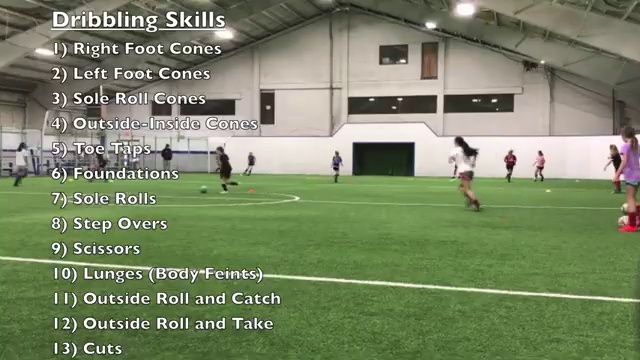 Dribbling Skills
1) Right Foot Cones
2) Left Foot Cones
3) Sole Roll Cones
4) Outside-Inside Cones
5) Toe Taps
6) Foundations
7) Sole Rolls
8) Step Overs
9) Scissors
10) Lunges (Body Feints)
11) Outside Roll and Catch
12) Outside Roll and Take
13) Cuts